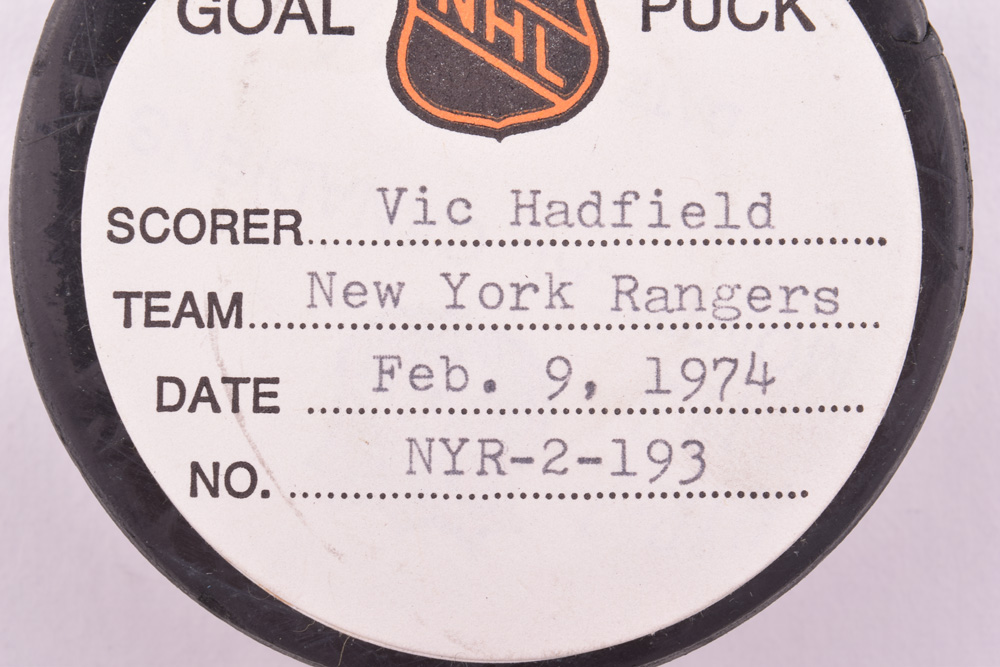 GOAL NHL PUCK
SCORER Vic Hadfield
TEAM New York Rangers
DATE Feb. 9, 1974
NO. NYR-2-193